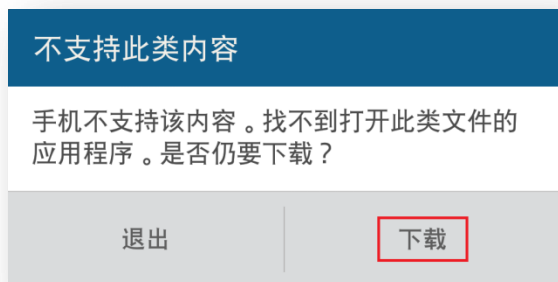 不支持此类内容
手机不支持该内容。找不到打开此类文件的
应用程序。是否仍要下载？
退出
下载